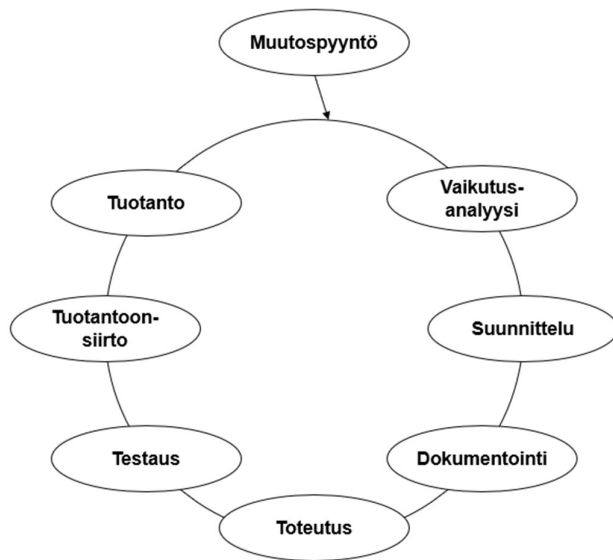 Muutospyyntö
Vaikutus-
analyysi
Suunnittelu
Dokumentointi
Toteutus
Testaus
Tuotantoon-
siirto
Tuotanto